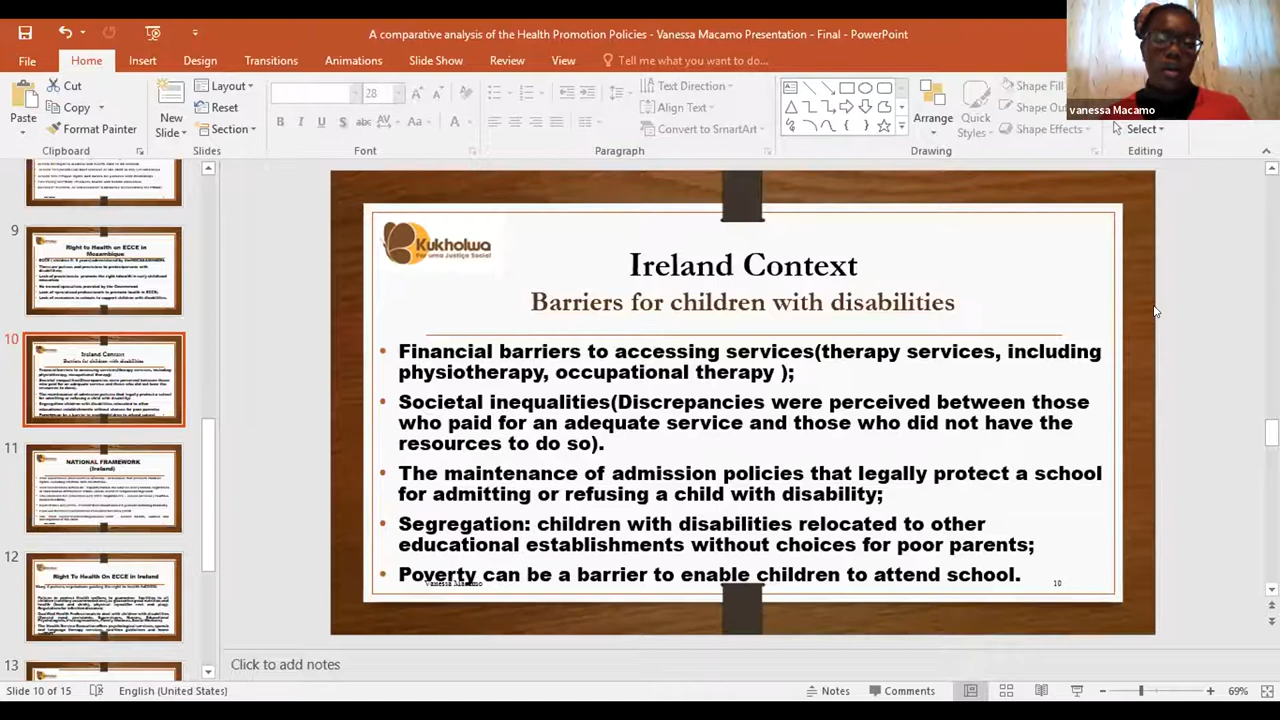 A comparative analysis of the Health Promotion Policies - Vanessa Macamo Presentation - Final - PowerPoint
File Home Insert Design Transitions Animations Slide Show Review View Tell me what you want to do...
vanessa Macamo
Paste
Cut
Copy
Format Painter
Clipboard
New Slide
Layout
Reset
Section
Slides
28
B I U S abc AV Aa A
Font
Text Direction
Align Text
Convert to SmartArt
Paragraph
Arrange
Quick Styles
Shape Fill
Shape
Shape Effects
Drawing
Select
Editing
9
Right to Health on ECCE in
Mozambique
10
Ireland Context
Barriers for children with disabilities
11
NATIONAL FRAMEWORK
(Ireland)
12
Right To Health On ECCE in Ireland
13
Kukholwa
Por uma Justiça Social
Ireland Context
Barriers for children with disabilities
• Financial barriers to accessing services(therapy services, including
physiotherapy, occupational therapy );
• Societal inequalities(Discrepancies were perceived between those
who paid for an adequate service and those who did not have the
resources to do so).
• The maintenance of admission policies that legally protect a school
for admitting or refusing a child with disability;
• Segregation: children with disabilities relocated to other
educational establishments without choices for poor parents;
• Poverty can be a barrier to enable children to attend school.
Vanessa Macamo
10
Click to add notes
Slide 10 of 15 English (United States) Notes Comments 69%